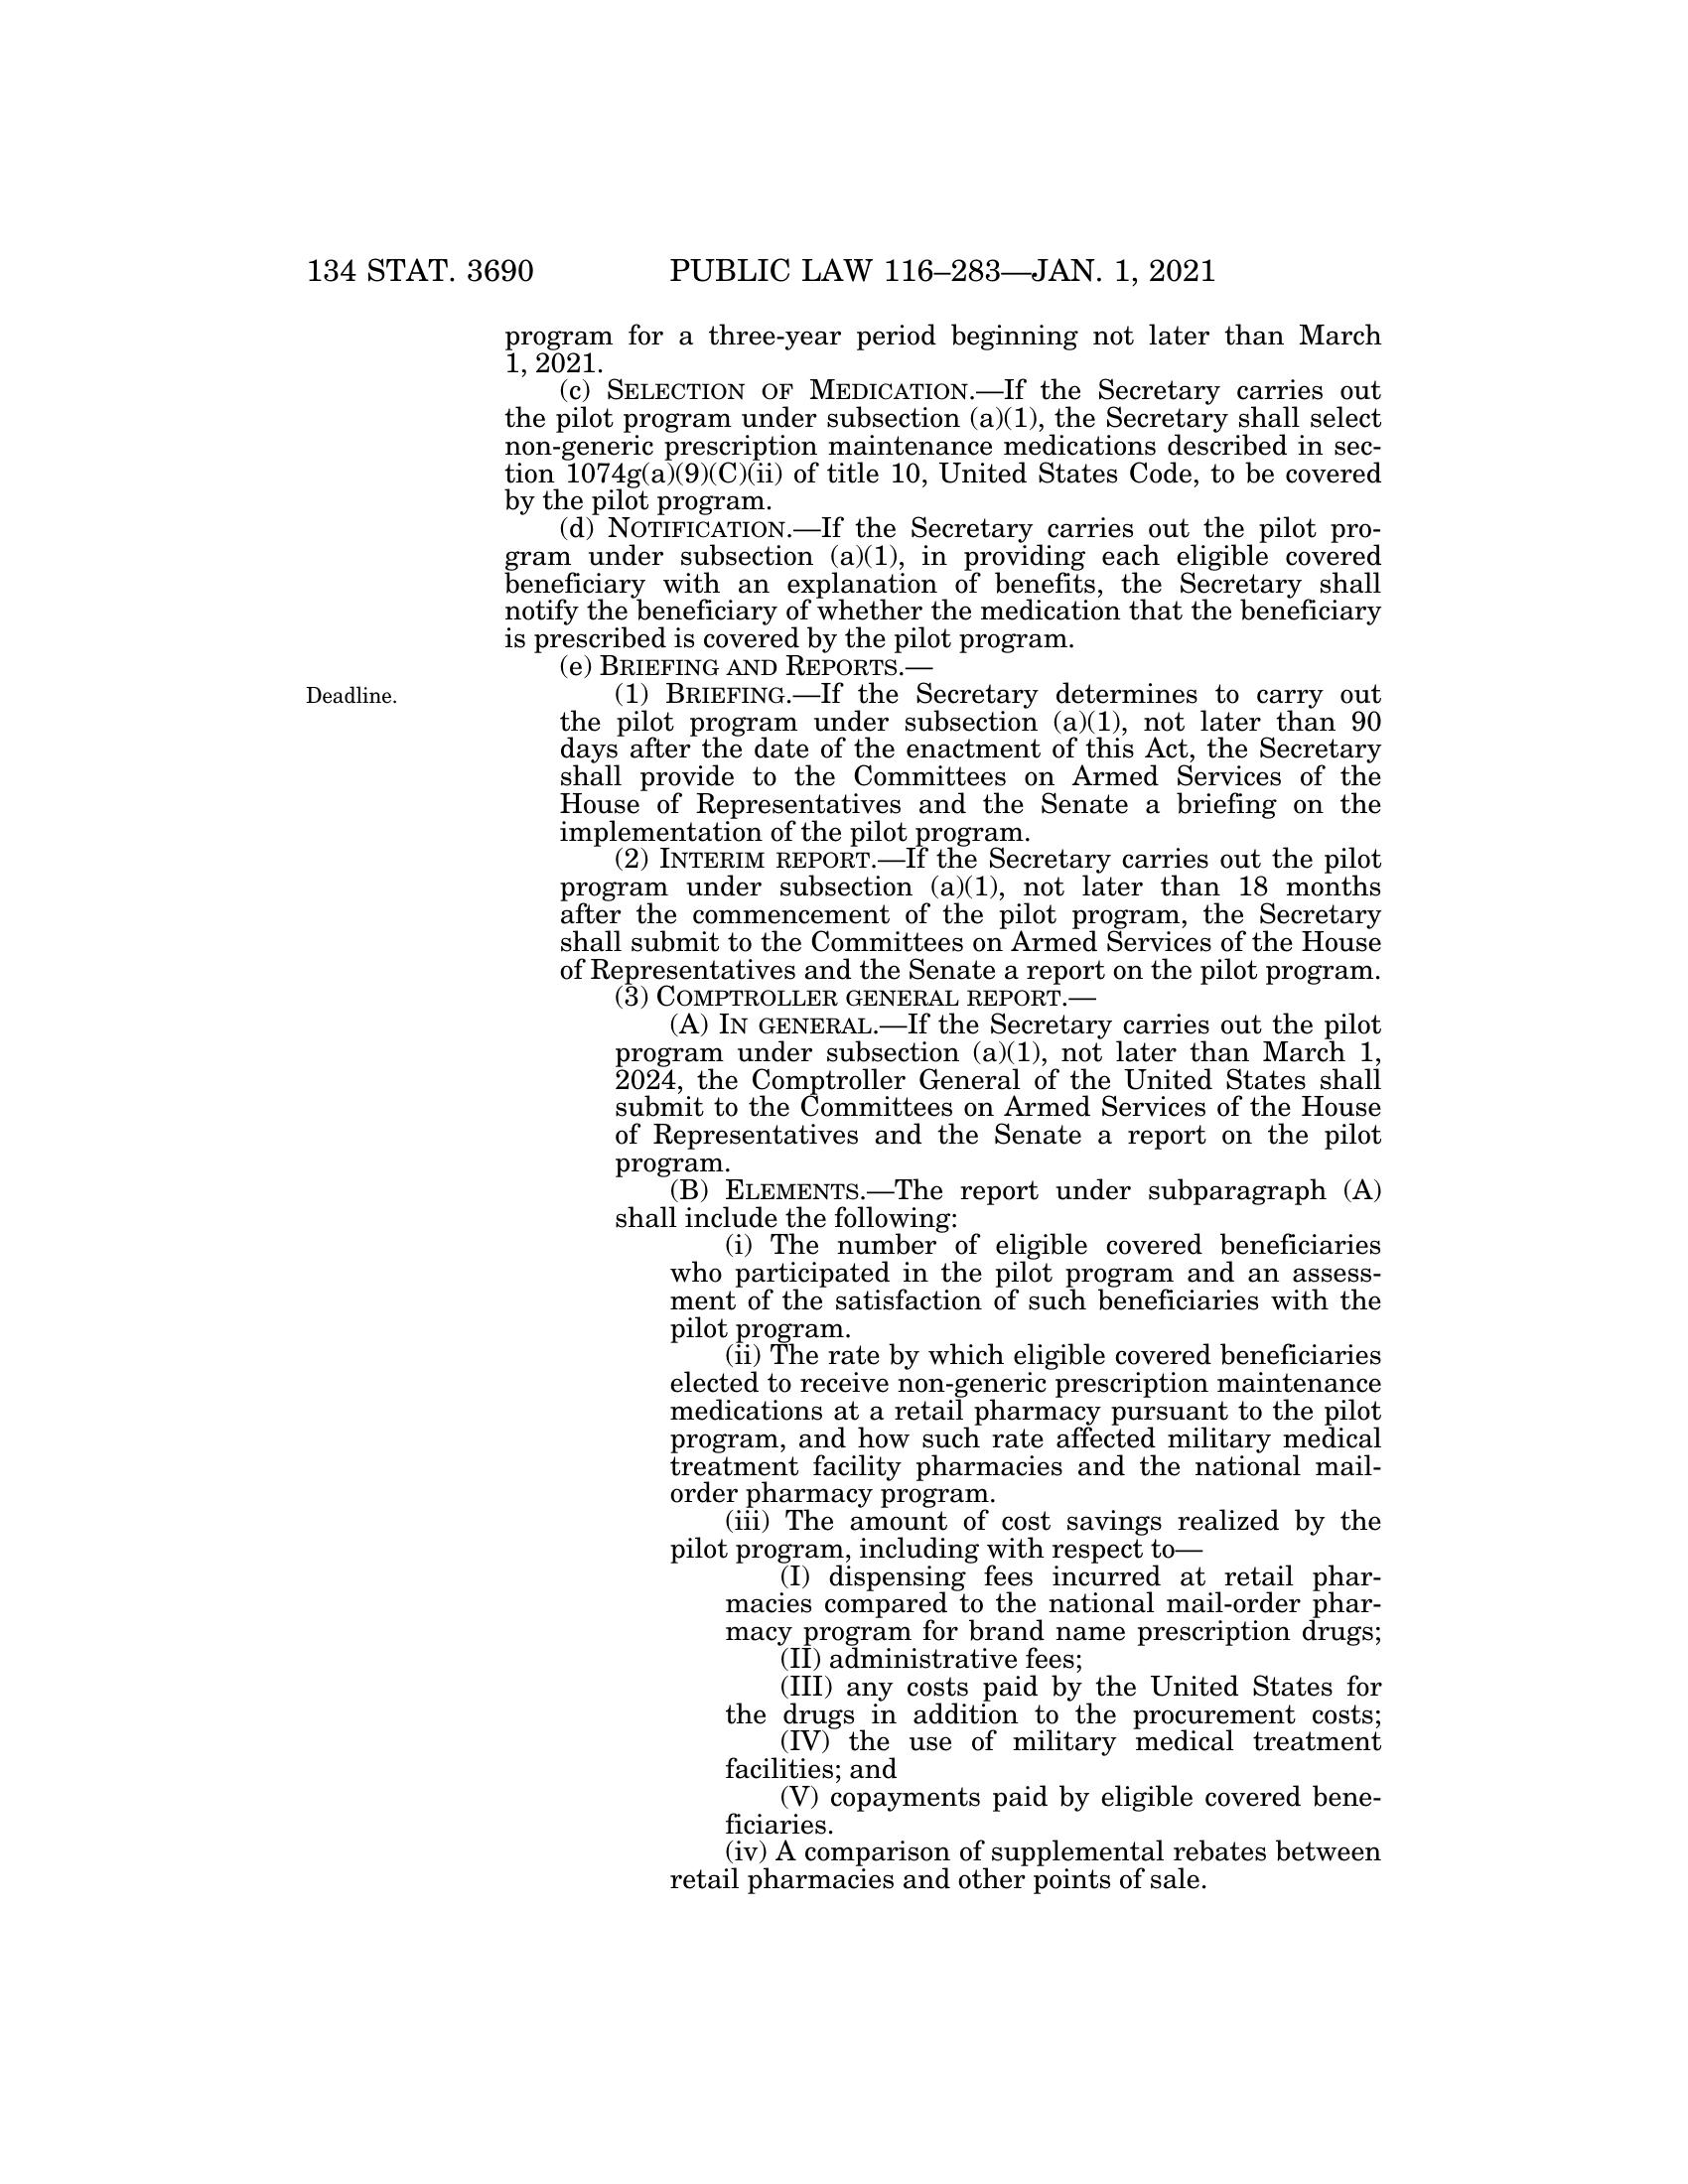 134 STAT. 3690 PUBLIC LAW 116–283—JAN. 1, 2021
program for a three-year period beginning not later than March
1, 2021.
(c) SELECTION OF MEDICATION.—If the Secretary carries out
the pilot program under subsection (a)(1), the Secretary shall select
non-generic prescription maintenance medications described in sec-
tion 1074g(a)(9)(C)(ii) of title 10, United States Code, to be covered
by the pilot program.
(d) NOTIFICATION.—If the Secretary carries out the pilot pro-
gram under subsection (a)(1), in providing each eligible covered
beneficiary with an explanation of benefits, the Secretary shall
notify the beneficiary of whether the medication that the beneficiary
is prescribed is covered by the pilot program.
(e) BRIEFING AND REPORTS.—
Deadline.
(1) BRIEFING.—If the Secretary determines to carry out
the pilot program under subsection (a)(1), not later than 90
days after the date of the enactment of this Act, the Secretary
shall provide to the Committees on Armed Services of the
House of Representatives and the Senate a briefing on the
implementation of the pilot program.
(2) INTERIM REPORT.—If the Secretary carries out the pilot
program under subsection (a)(1), not later than 18 months
after the commencement of the pilot program, the Secretary
shall submit to the Committees on Armed Services of the House
of Representatives and the Senate a report on the pilot program.
(3) COMPTROLLER GENERAL REPORT.—
(A) IN GENERAL.—If the Secretary carries out the pilot
program under subsection (a)(1), not later than March 1,
2024, the Comptroller General of the United States shall
submit to the Committees on Armed Services of the House
of Representatives and the Senate a report on the pilot
program.
(B) ELEMENTS.—The report under subparagraph (A)
shall include the following:
(i) The number of eligible covered beneficiaries
who participated in the pilot program and an assess-
ment of the satisfaction of such beneficiaries with the
pilot program.
(ii) The rate by which eligible covered beneficiaries
elected to receive non-generic prescription maintenance
medications at a retail pharmacy pursuant to the pilot
program, and how such rate affected military medical
treatment facility pharmacies and the national mail-
order pharmacy program.
(iii) The amount of cost savings realized by the
pilot program, including with respect to—
(I) dispensing fees incurred at retail phar-
macies compared to the national mail-order phar-
macy program for brand name prescription drugs;
(II) administrative fees;
(III) any costs paid by the United States for
the drugs in addition to the procurement costs;
(IV) the use of military medical treatment
facilities; and
(V) copayments paid by eligible covered bene-
ficiaries.
(iv) A comparison of supplemental rebates between
retail pharmacies and other points of sale.